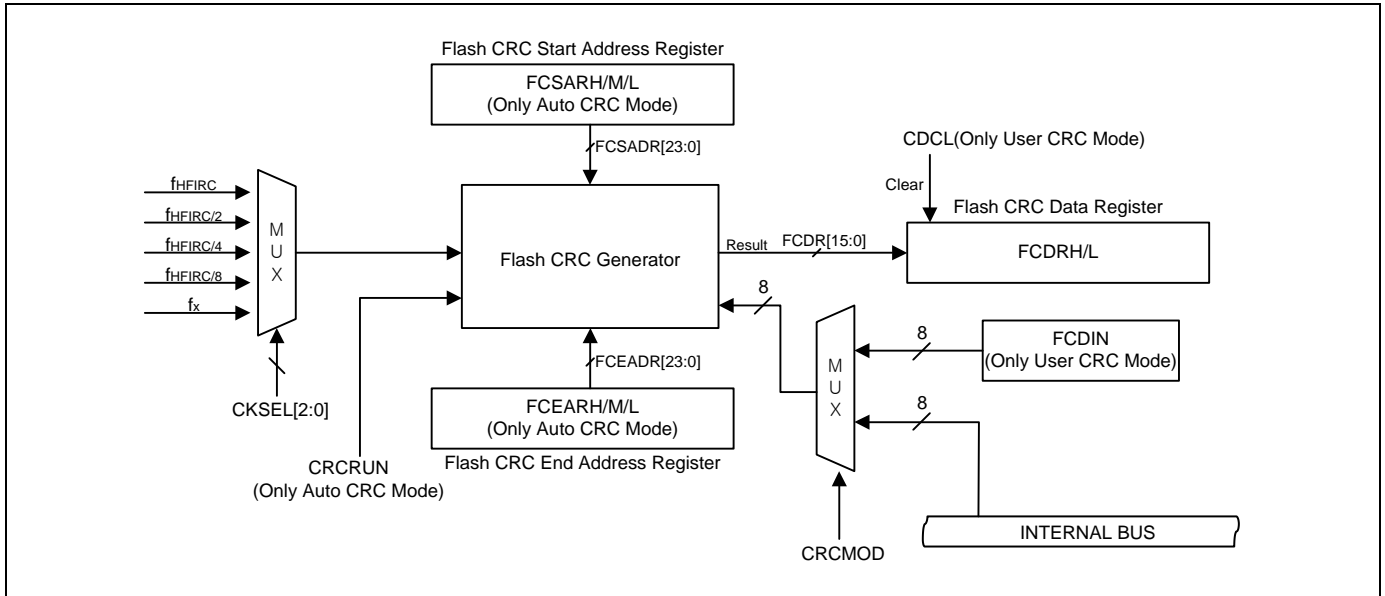 Flash CRC Start Address Register
FCSARH/M/L
(Only Auto CRC Mode)
FCSADR[23:0]
CDCL(Only User CRC Mode)
Clear
Flash CRC Data Register
fHFIRC
fHFIRC/2
fHFIRC/4
fHFIRC/8
fx
M
U
X
CKSEL[2:0]
Flash CRC Generator
Result
FCDR[15:0]
FCDRH/L
8
FCEADR[23:0]
FCEARH/M/L
(Only Auto CRC Mode)
Flash CRC End Address Register
CRCRUN
(Only Auto CRC Mode)
M
U
X
8
FCDIN
(Only User CRC Mode)
8
CRCMOD
INTERNAL BUS